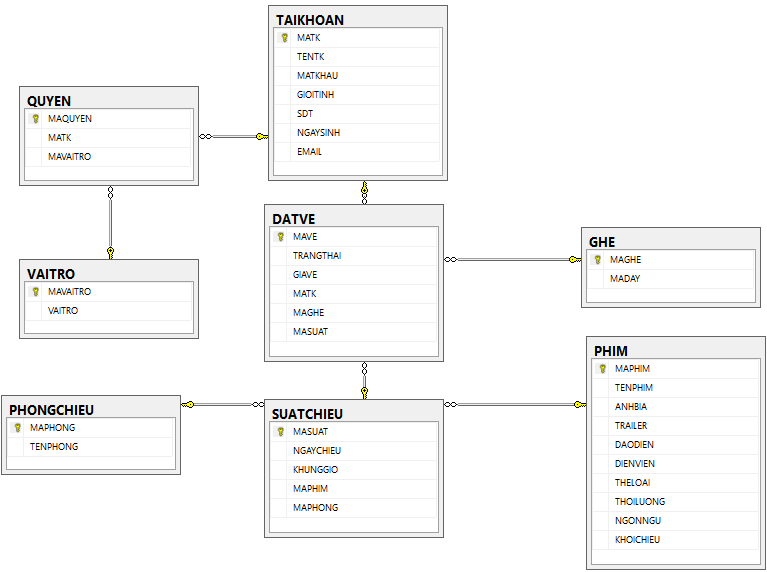 TAIKHOAN
MATK
TENTK
MATKHAU
GIOITINH
SDT
NGAYSINH
EMAIL
QUYEN
MAQUYEN
MATK
MAVAITRO
DATVE
MAVE
TRANGTHAI
GIAVE
MATK
MAGHE
MASUAT
GHE
MAGHE
MADAY
VAITRO
MAVAITRO
VAITRO
PHIM
MAPHIM
TENPHIM
ANHBIA
TRAILER
DAODIEN
DIENVIEN
THELOAI
THOILUONG
NGONNGU
KHOICHIEU
PHONGCHIEU
MAPHONG
TENPHONG
SUATCHIEU
MASUAT
NGAYCHIEU
KHUNGGIO
MAPHIM
MAPHONG